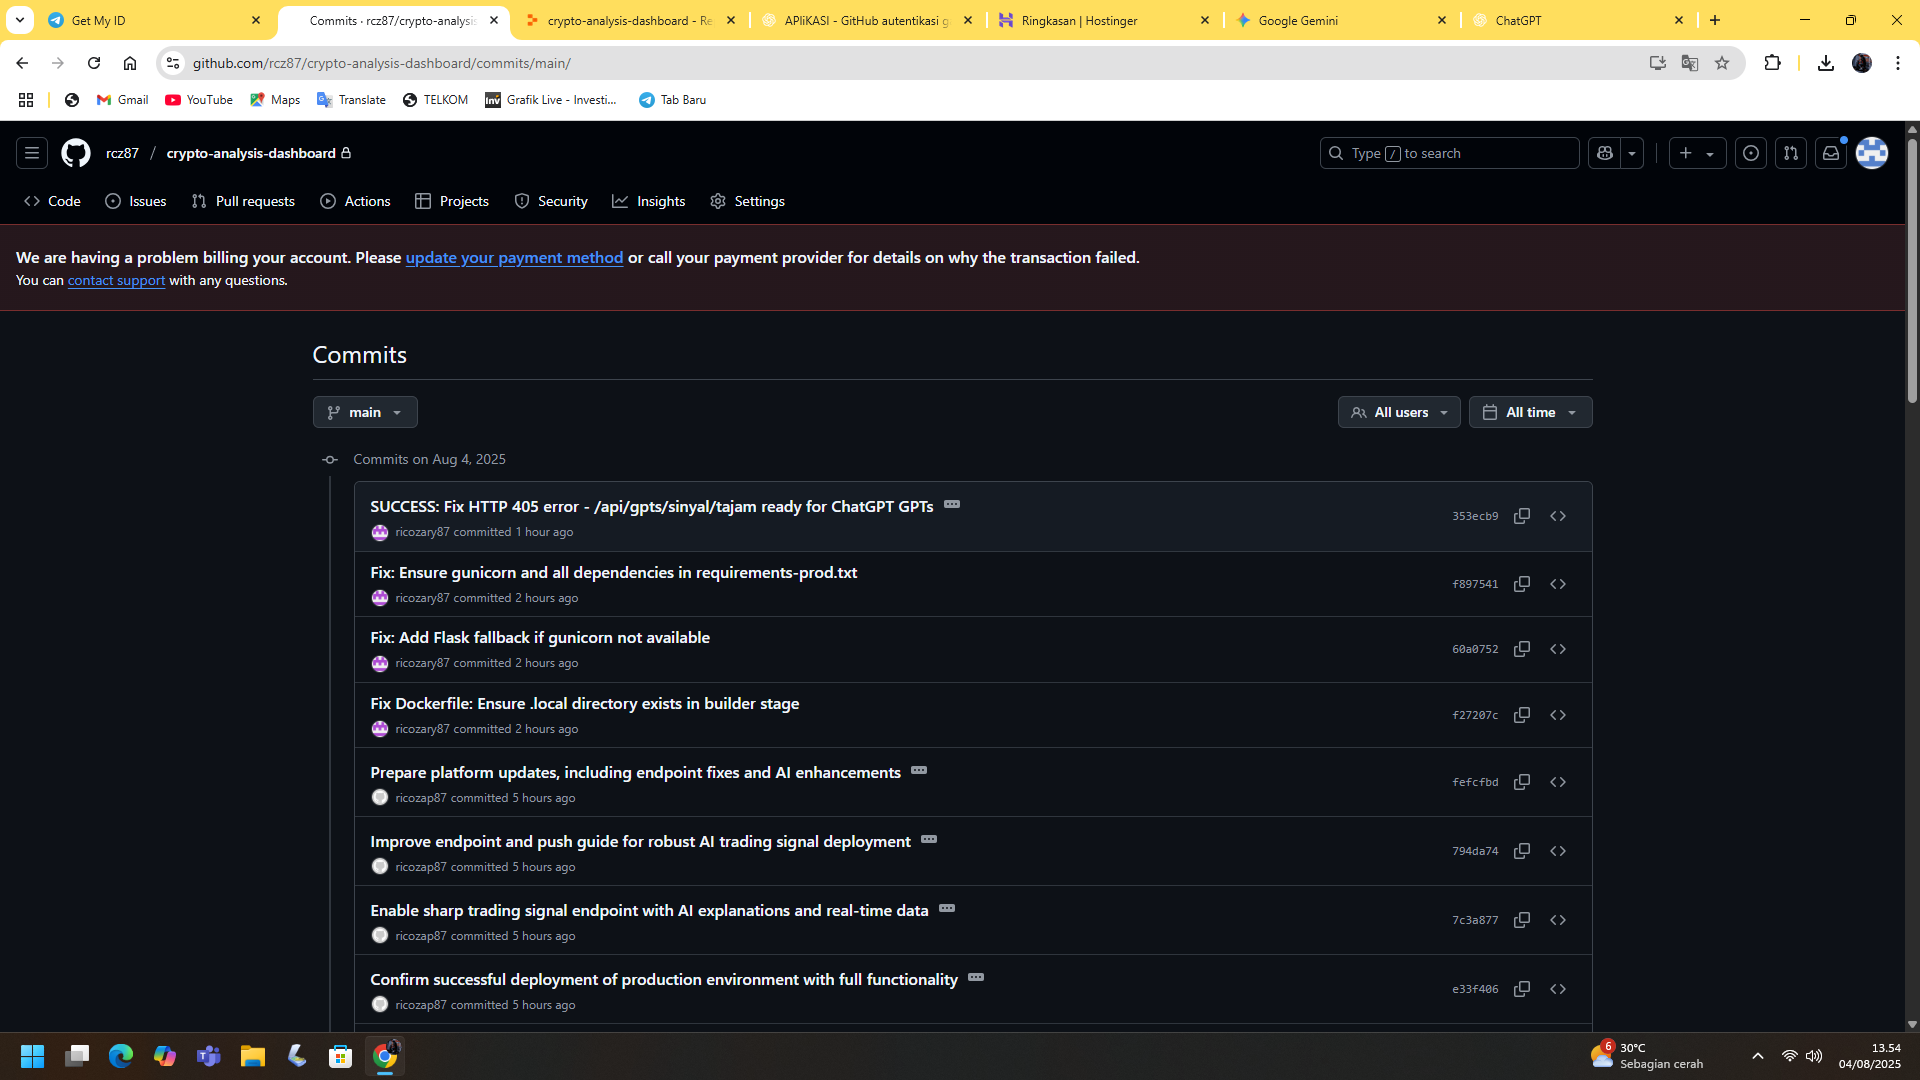 Get My ID
Commits · rcz87/crypto-analysis
crypto-analysis-dashboard - Re
APliKASI - GitHub autentikasi g
Ringkasan | Hostinger
Google Gemini
ChatGPT
github.com/rcz87/crypto-analysis-dashboard/commits/main/
Gmail
YouTube
Maps
Translate
TELKOM
Grafik Live - Investi...
Tab Baru
rcz87 / crypto-analysis-dashboard
Type / to search
Code
Issues
Pull requests
Actions
Projects
Security
Insights
Settings
We are having a problem billing your account. Please update your payment method or call your payment provider for details on why the transaction failed.
You can contact support with any questions.
Commits
main
All users
All time
Commits on Aug 4, 2025
SUCCESS: Fix HTTP 405 error - /api/gpts/sinyal/tajam ready for ChatGPT GPTs
ricozary87 committed 1 hour ago
353ecb9
Fix: Ensure gunicorn and all dependencies in requirements-prod.txt
ricozary87 committed 2 hours ago
f897541
Fix: Add Flask fallback if gunicorn not available
ricozary87 committed 2 hours ago
60a0752
Fix Dockerfile: Ensure .local directory exists in builder stage
ricozary87 committed 2 hours ago
f27207c
Prepare platform updates, including endpoint fixes and AI enhancements
ricozap87 committed 5 hours ago
fefcfbd
Improve endpoint and push guide for robust AI trading signal deployment
ricozap87 committed 5 hours ago
794da74
Enable sharp trading signal endpoint with AI explanations and real-time data
ricozap87 committed 5 hours ago
7c3a877
Confirm successful deployment of production environment with full functionality
ricozap87 committed 5 hours ago
e33f406
6
30°C
Sebagian cerah
13.54
04/08/2025